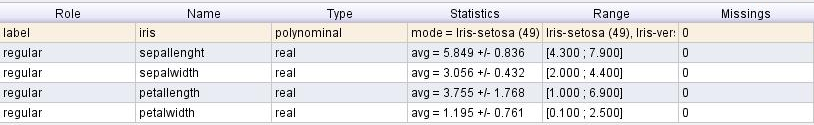 Role Name Type Statistics Range Missings
label iris polynominal mode = Iris-setosa (49) Iris-setosa (49), Iris-vers 0
regular sepallenght real avg = 5.849 +/- 0.836 [4.300 ; 7.900] 0
regular sepalwidth real avg = 3.056 +/- 0.432 [2.000 ; 4.400] 0
regular petallength real avg = 3.755 +/- 1.768 [1.000 ; 6.900] 0
regular petalwidth real avg = 1.195 +/- 0.761 [0.100 ; 2.500] 0